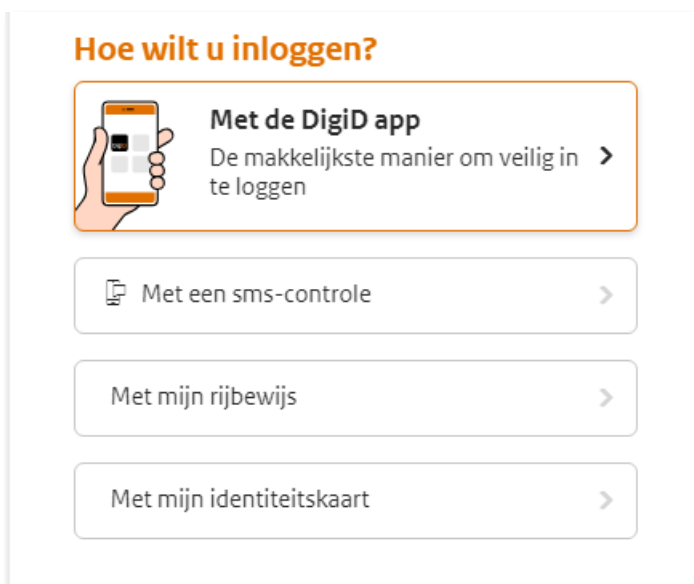 Hoe wilt u inloggen?
Met de DigiD app
De makkelijkste manier om veilig in
te loggen
Met een sms-controle
Met mijn rijbewijs
Met mijn identiteitskaart